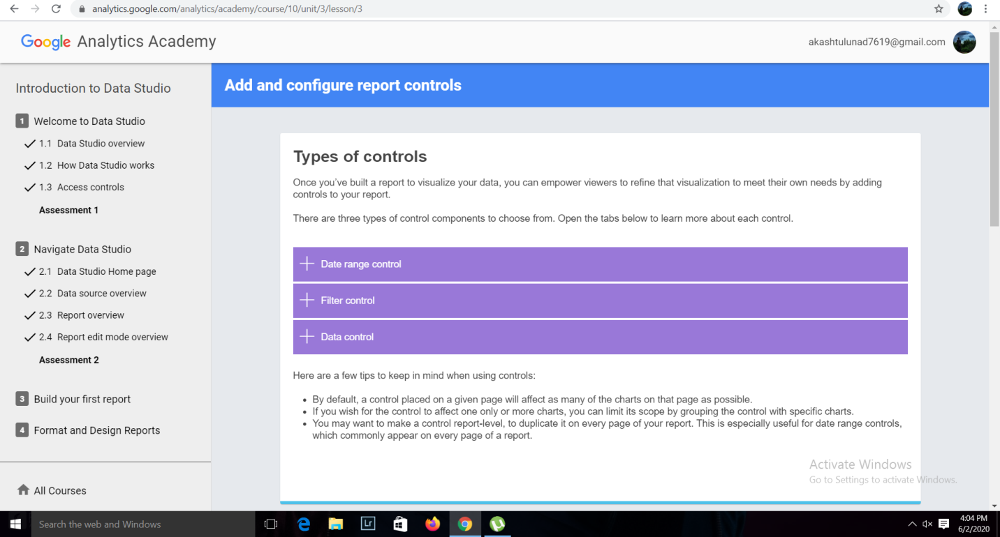 analytics.google.com/analytics/academy/course/10/unit/3/lesson/3
Google Analytics Academy
akashtulunad7619@gmail.com
Introduction to Data Studio
1 Welcome to Data Studio
1.1 Data Studio overview
1.2 How Data Studio works
1.3 Access controls
Assessment 1
2 Navigate Data Studio
2.1 Data Studio Home page
2.2 Data source overview
2.3 Report overview
2.4 Report edit mode overview
Assessment 2
3 Build your first report
4 Format and Design Reports
All Courses
Add and configure report controls
Types of controls
Once you’ve built a report to visualize your data, you can empower viewers to refine that visualization to meet their own needs by adding
controls to your report.
There are three types of control components to choose from. Open the tabs below to learn more about each control.
Date range control
Filter control
Data control
Here are a few tips to keep in mind when using controls:
• By default, a control placed on a given page will affect as many of the charts on that page as possible.
• If you wish for the control to affect one only or more charts, you can limit its scope by grouping the control with specific charts.
• You may want to make a control report-level, to duplicate it on every page of your report. This is especially useful for date range controls,
which commonly appear on every page of a report.
Activate Windows
Go to Settings to activate Windows.
Search the web and Windows
Lr
4:04 PM
6/2/2020